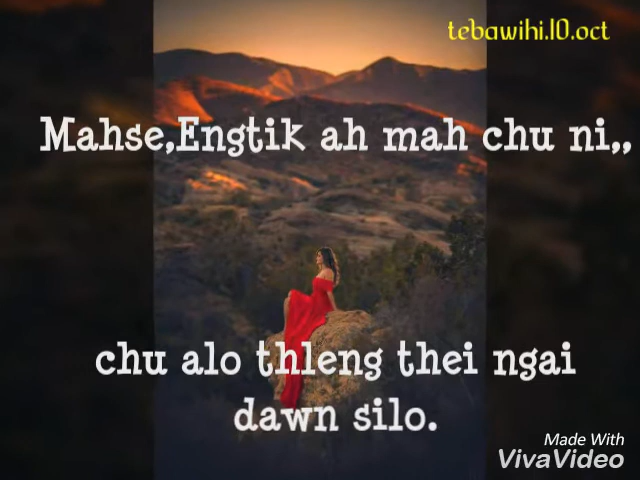 tebawihi.10.oct
Mahse,Engtik ah mah chu ni,,
chu alo thleng thei ngai
dawn silo.
Made With
VivaVideo